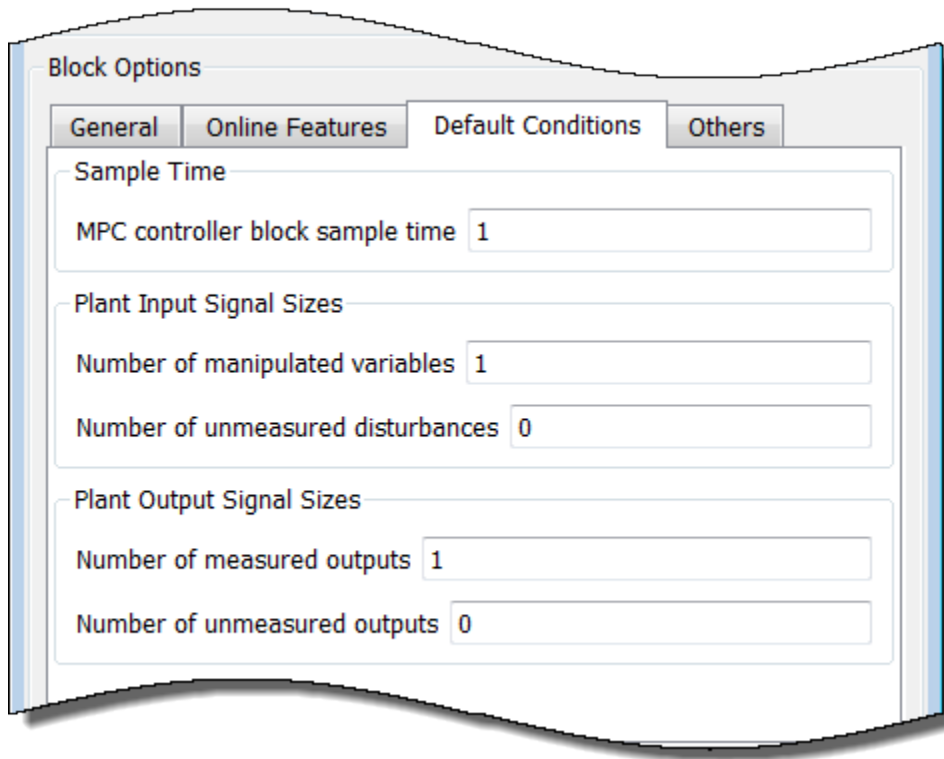 Block Options
General Online Features Default Conditions Others
Sample Time
MPC controller block sample time 1
Plant Input Signal Sizes
Number of manipulated variables 1
Number of unmeasured disturbances 0
Plant Output Signal Sizes
Number of measured outputs 1
Number of unmeasured outputs 0